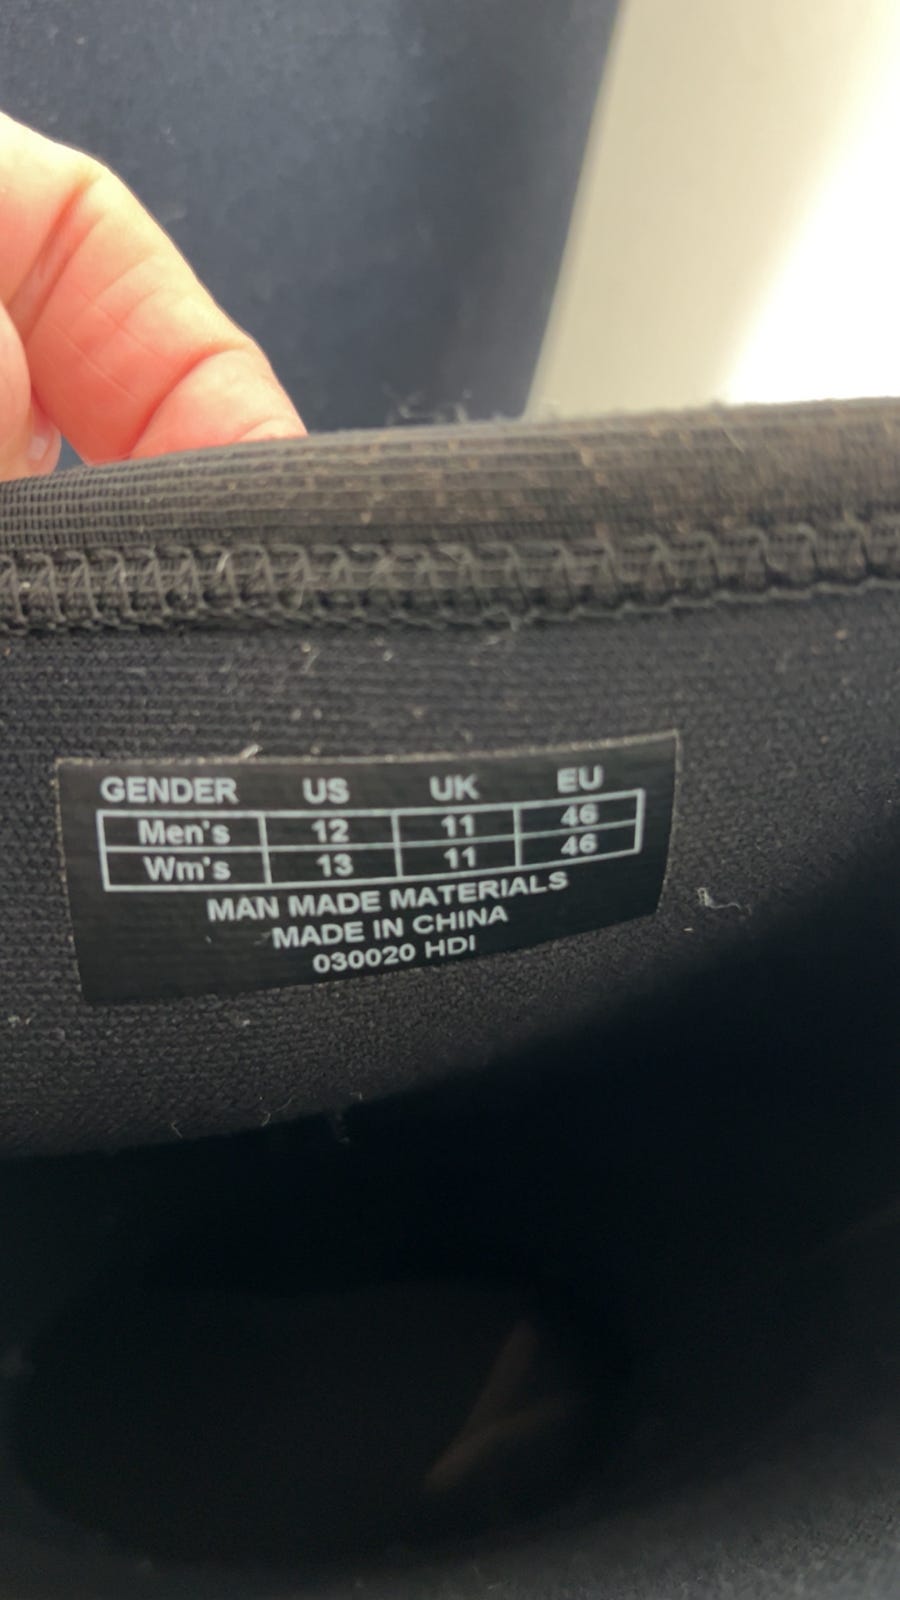 GENDER US UK EU
Men's 12 11 46
Wm's 13 11 46
MAN MADE MATERIALS
MADE IN CHINA
030020 HDI